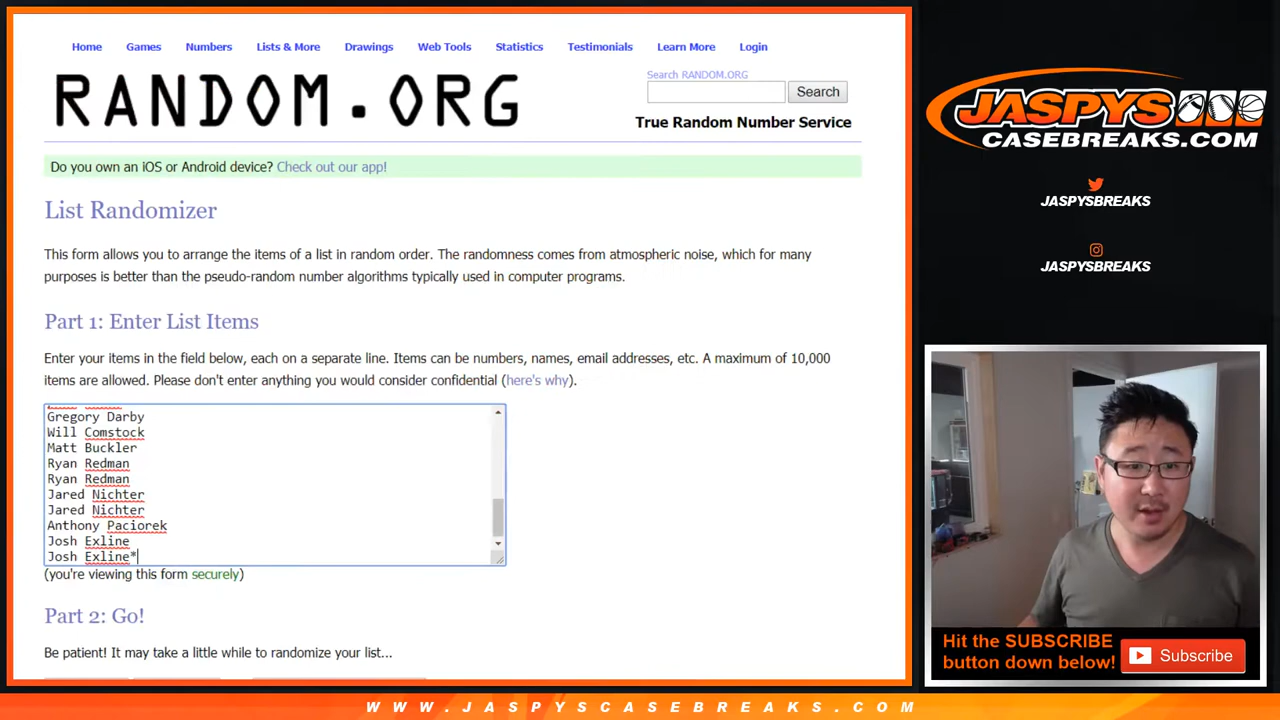 Home Games Numbers Lists & More Drawings Web Tools Statistics Testimonials Learn More Login
RANDOM.ORG
Search RANDOM.ORG
Search
True Random Number Service
Do you own an iOS or Android device? Check out our app!
List Randomizer
This form allows you to arrange the items of a list in random order. The randomness comes from atmospheric noise, which for many
purposes is better than the pseudo-random number algorithms typically used in computer programs.
Part 1: Enter List Items
Enter your items in the field below, each on a separate line. Items can be numbers, names, email addresses, etc. A maximum of 10,000
items are allowed. Please don't enter anything you would consider confidential (here's why).
Gregory Darby
Will Comstock
Matt Buckler
Ryan Redman
Ryan Redman
Jared Nichter
Jared Nichter
Anthony Paciorek
Josh Exline
Josh Exline*
(you're viewing this form securely)
Part 2: Go!
Be patient! It may take a little while to randomize your list...
JASPYS
CASEBREAKS.COM
JASPYSBREAKS
JASPYSBREAKS
Hit the SUBSCRIBE
button down below!
Subscribe
WWW.JASPYSCASEBREAKS.COM